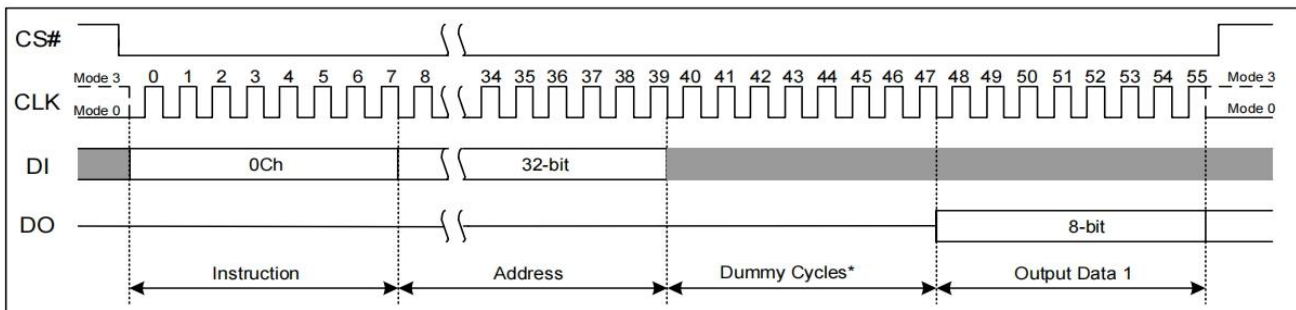 CS#
Mode 3 0 1 2 3 4 5 6 7 8 34 35 36 37 38 39 40 41 42 43 44 45 46 47 48 49 50 51 52 53 54 55 Mode 3
CLK
Mode 0 Mode 0
DI 0Ch 32-bit
DO 8-bit
Instruction Address Dummy Cycles* Output Data 1